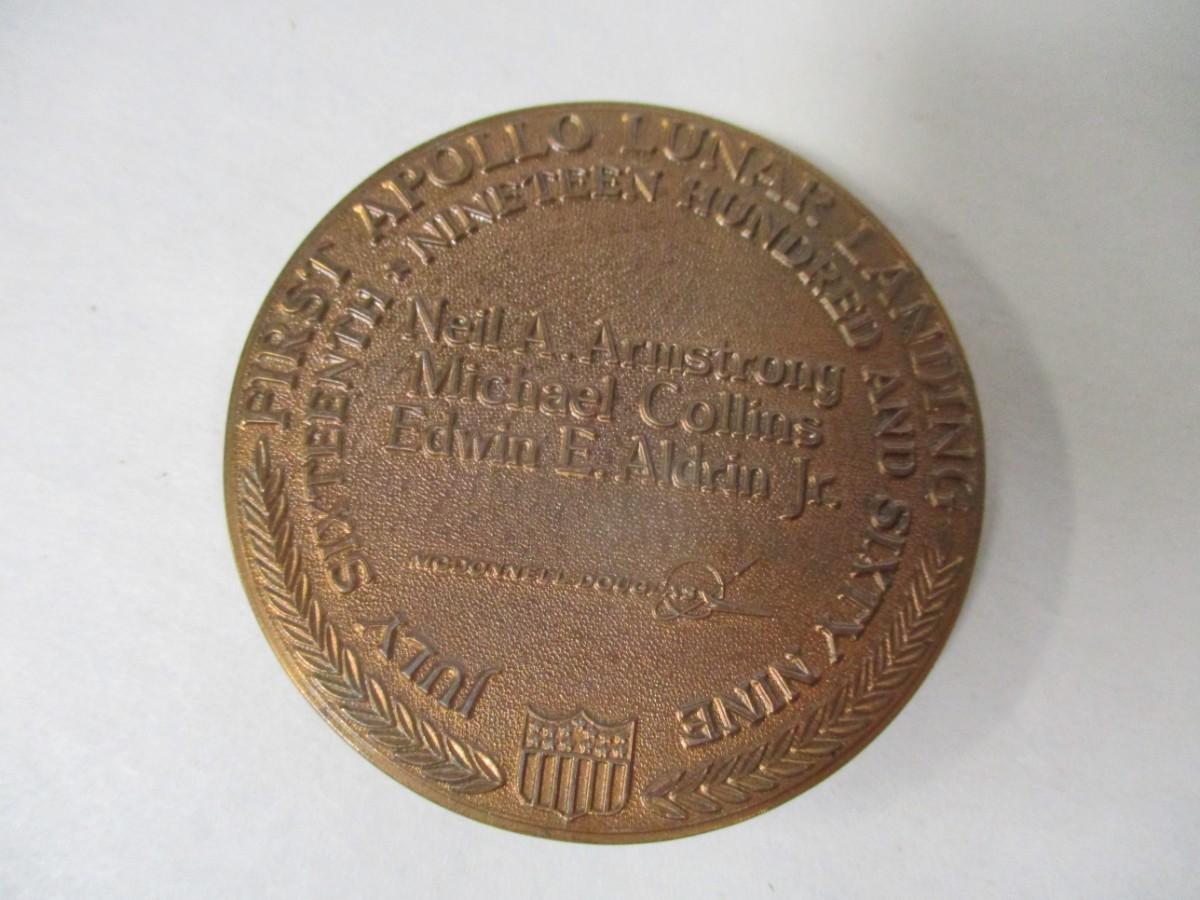 FIRST APOLLO LUNAR LANDING
JULY SIXTEENTH • NINETEEN HUNDRED AND SIXTY NINE
Neil A. Armstrong
Michael Collins
Edwin E. Aldrin Jr.
MCDONNELL DOUGLAS